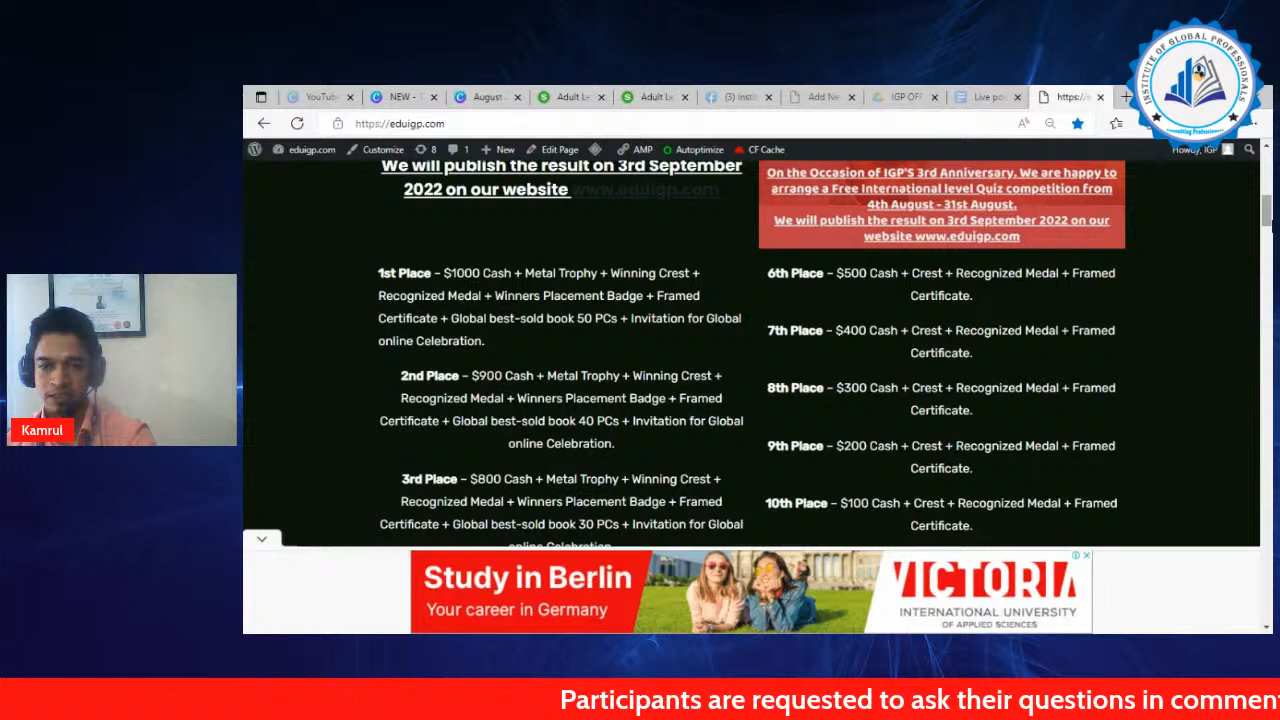 INSTITUTE OF GLOBAL PROFESSIONALS
Consulting Professionals
YouTube
NEW -
August
Adult Le
Adult Le
(3) Insti
Add Ne
IGP OFF
Live po
https://e
https://eduigp.com
eduigp.com
Customize
8
1
New
Edit Page
AMP
Autoptimize
CF Cache
Howdy, IGP
We will publish the result on 3rd September
2022 on our website www.eduigp.com
1st Place – $1000 Cash + Metal Trophy + Winning Crest +
Recognized Medal + Winners Placement Badge + Framed
Certificate + Global best-sold book 50 PCs + Invitation for Global
online Celebration.
2nd Place – $900 Cash + Metal Trophy + Winning Crest +
Recognized Medal + Winners Placement Badge + Framed
Certificate + Global best-sold book 40 PCs + Invitation for Global
online Celebration.
3rd Place – $800 Cash + Metal Trophy + Winning Crest +
Recognized Medal + Winners Placement Badge + Framed
Certificate + Global best-sold book 30 PCs + Invitation for Global
online Celebration.
On the Occasion of IGP'S 3rd Anniversary, We are happy to
arrange a Free International level Quiz competition from
4th August - 31st August.
We will publish the result on 3rd September 2022 on our
website www.eduigp.com
6th Place – $500 Cash + Crest + Recognized Medal + Framed
Certificate.
7th Place – $400 Cash + Crest + Recognized Medal + Framed
Certificate.
8th Place – $300 Cash + Crest + Recognized Medal + Framed
Certificate.
9th Place – $200 Cash + Crest + Recognized Medal + Framed
Certificate.
10th Place – $100 Cash + Crest + Recognized Medal + Framed
Certificate.
Kamrul
Study in Berlin
Your career in Germany
VICTORIA
INTERNATIONAL UNIVERSITY
OF APPLIED SCIENCES
Participants are requested to ask their questions in commen